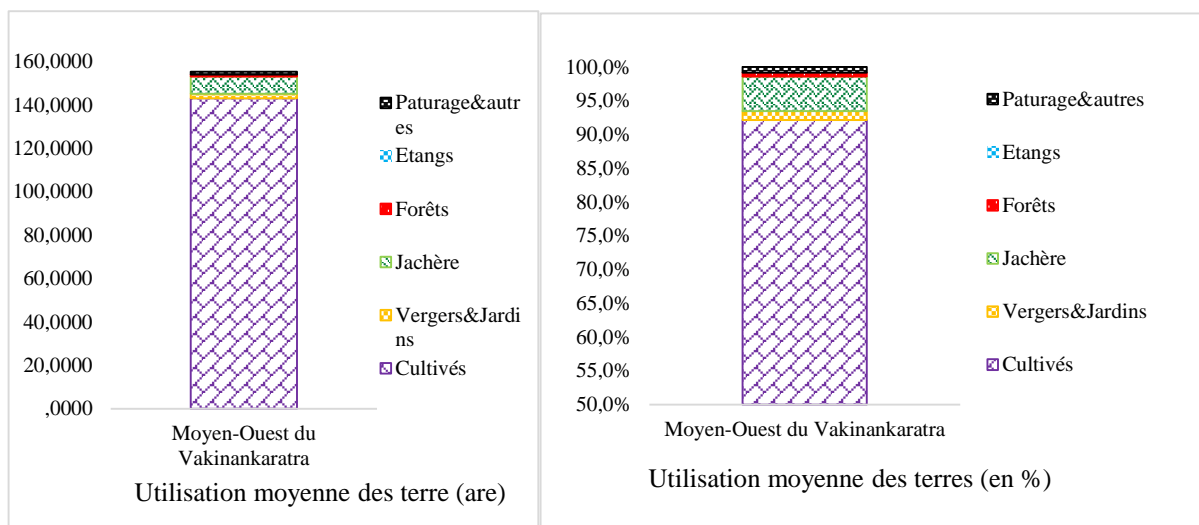 160,0000
140,0000
120,0000
100,0000
80,0000
60,0000
40,0000
20,0000
,0000
Moyen-Ouest du
Vakinankaratra
Paturage&autr
es
Etangs
Forêts
Jachère
Vergers&Jardi
ns
Cultivés
Utilisation moyenne des terre (are)
100,0%
95,0%
90,0%
85,0%
80,0%
75,0%
70,0%
65,0%
60,0%
55,0%
50,0%
Moyen-Ouest du Vakinankaratra
Paturage&autres
Etangs
Forêts
Jachère
Vergers&Jardins
Cultivés
Utilisation moyenne des terres (en %)